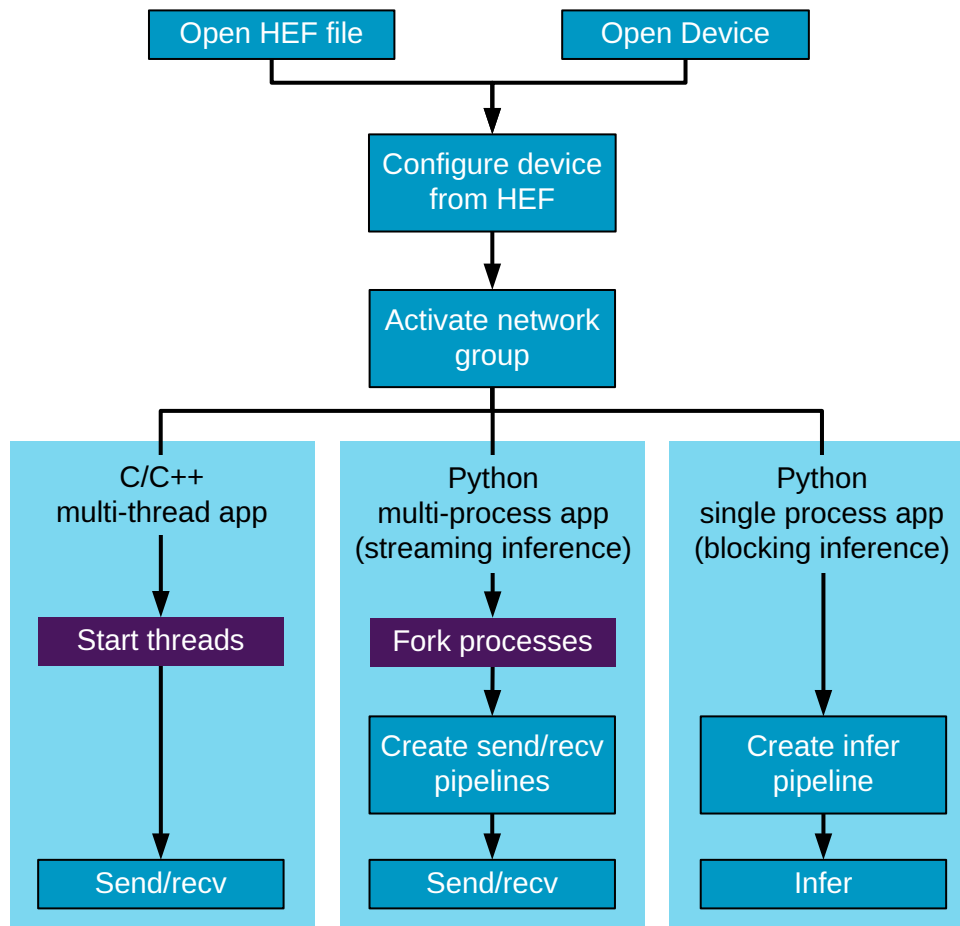 Open HEF file
Open Device
Configure device
from HEF
Activate network
group
C/C++
multi-thread app
Start threads
Send/recv
Python
multi-process app
(streaming inference)
Fork processes
Create send/recv
pipelines
Send/recv
Python
single process app
(blocking inference)
Create infer
pipeline
Infer